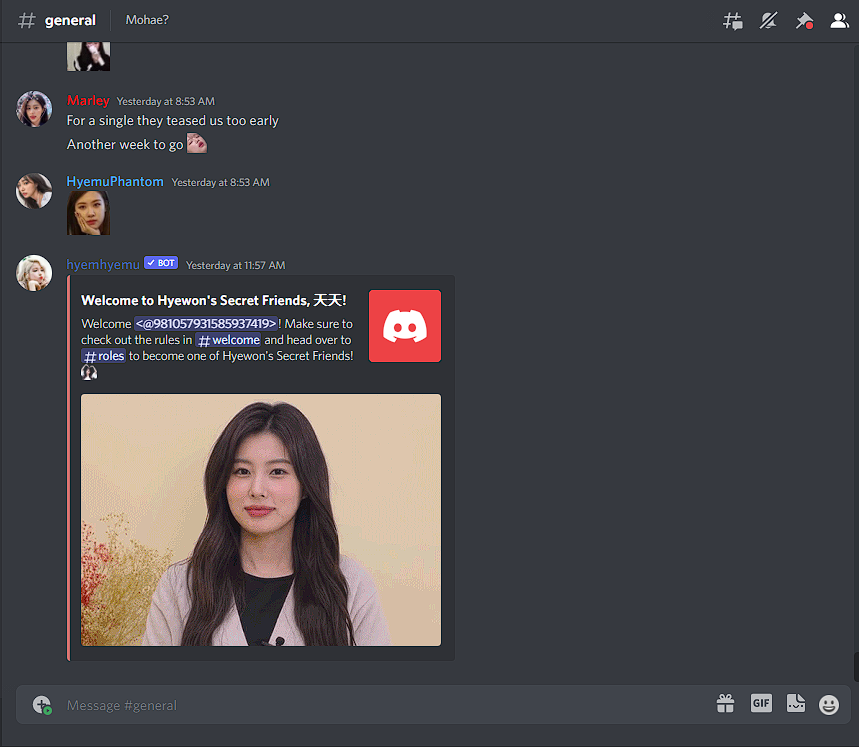 # general
Mohae?
Marley Yesterday at 8:53 AM
For a single they teased us too early
Another week to go
HyemuPhantom Yesterday at 8:53 AM
hyemhyemu ✓ BOT Yesterday at 11:57 AM
Welcome to Hyewon's Secret Friends, 天天!
Welcome <@981057931585937419>! Make sure to
check out the rules in # welcome and head over to
# roles to become one of Hyewon's Secret Friends!
Message #general
GIF